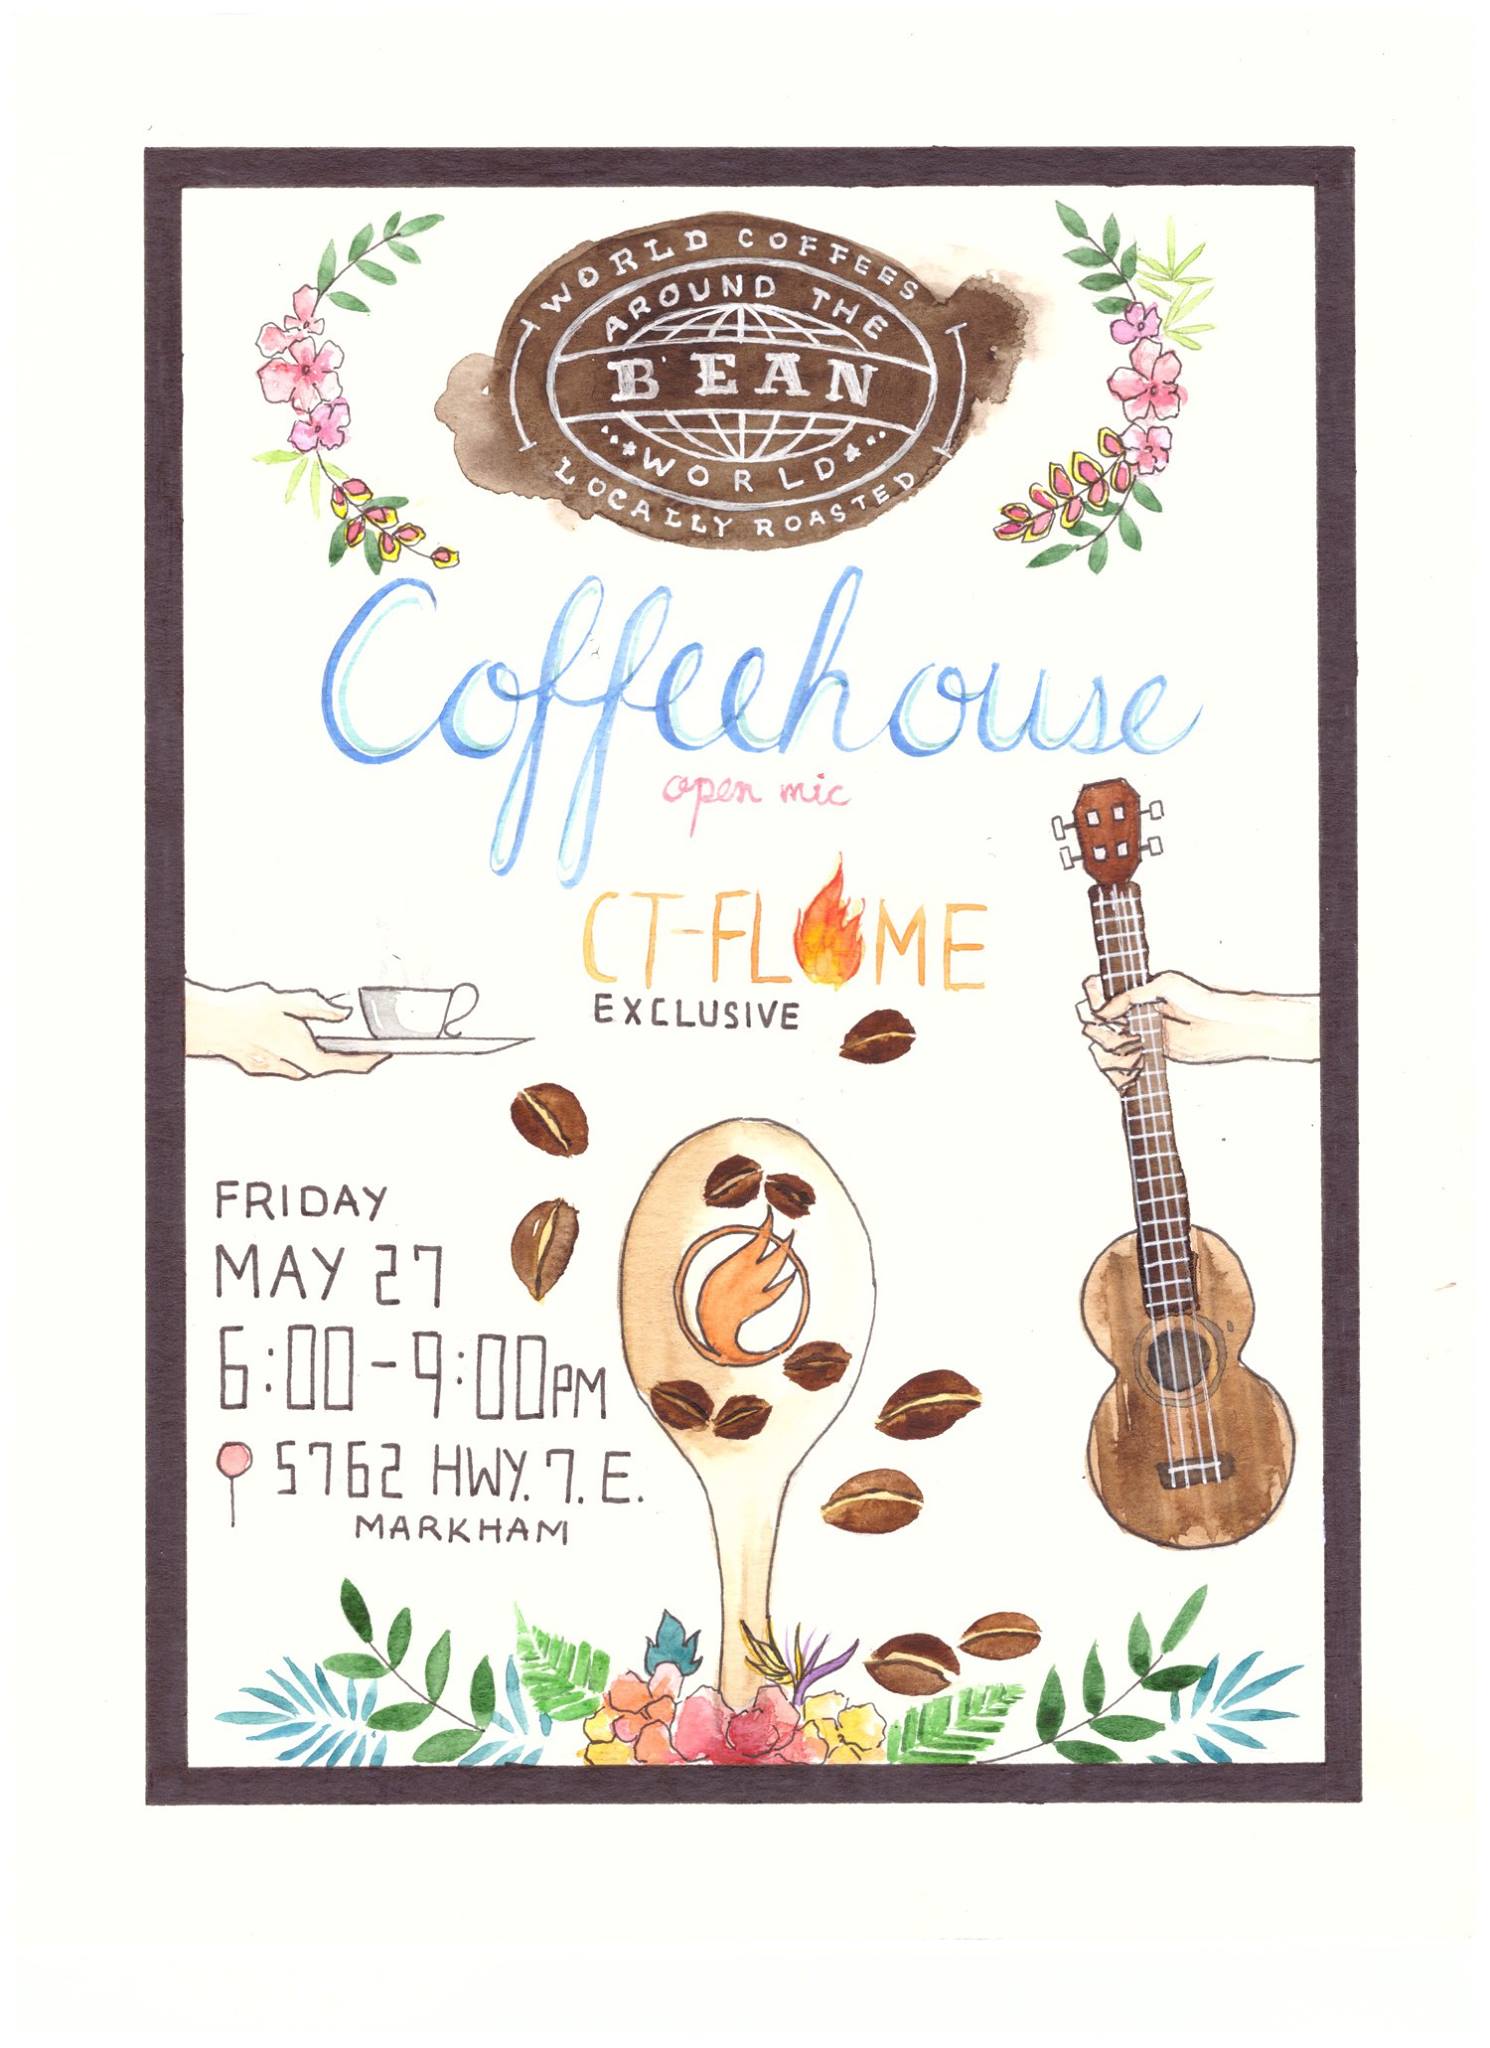 WORLD COFFEES
AROUND THE
BEAN
WORLD
LOCALLY ROASTED
Coffeehouse
open mic
CT-FLAME
EXCLUSIVE
FRIDAY
MAY 27
6:00-9:00PM
5762 HWY. 7. E.
MARKHAM